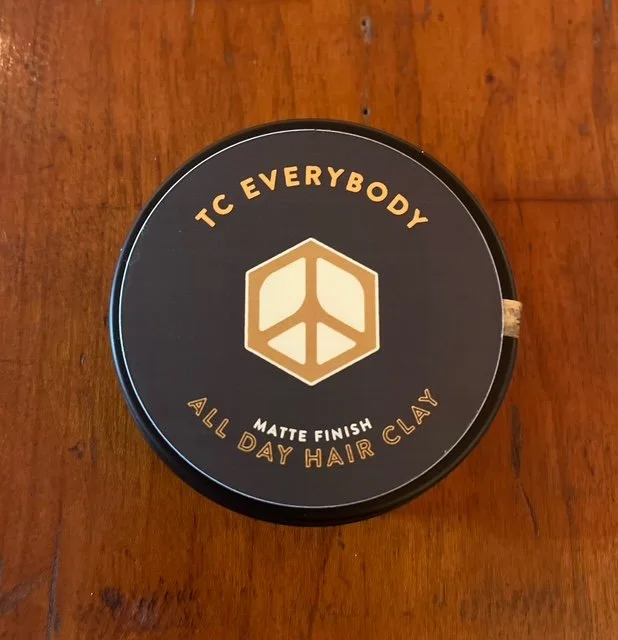 TC EVERYBODY
MATTE FINISH
ALL DAY HAIR CLAY